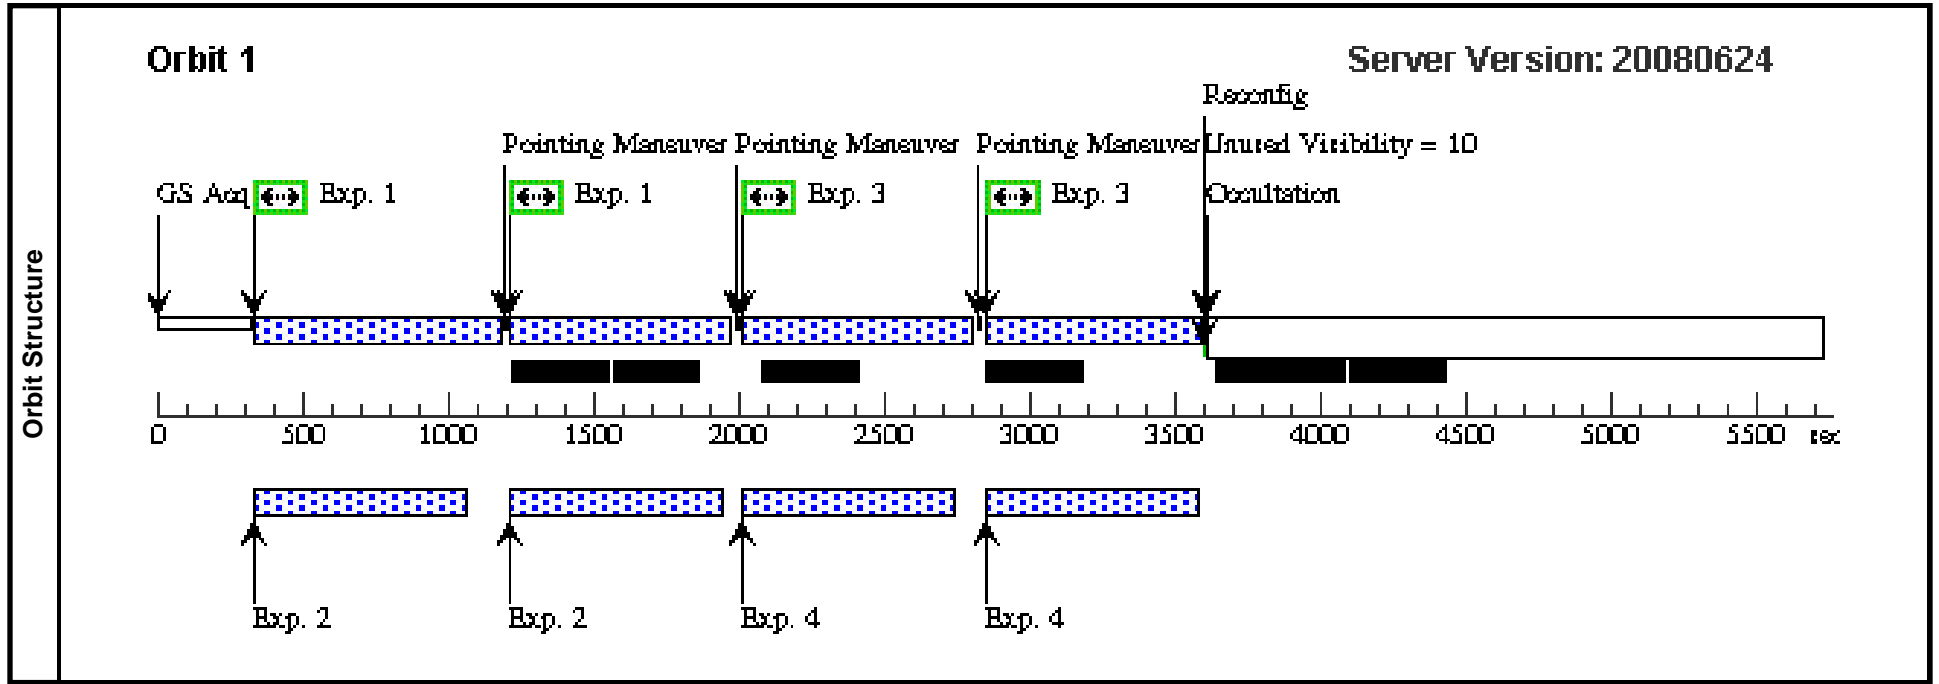 Orbit 1
Server Version: 20080624
Reconfig
Pointing Maneuver Pointing Maneuver Pointing Maneuver Unused Visibility = 10
GS Acq Exp. 1 Exp. 1 Exp. 3 Exp. 3 Occultation
Orbit Structure
0 500 1000 1500 2000 2500 3000 3500 4000 4500 5000 5500 sec
Exp. 2 Exp. 2 Exp. 4 Exp. 4